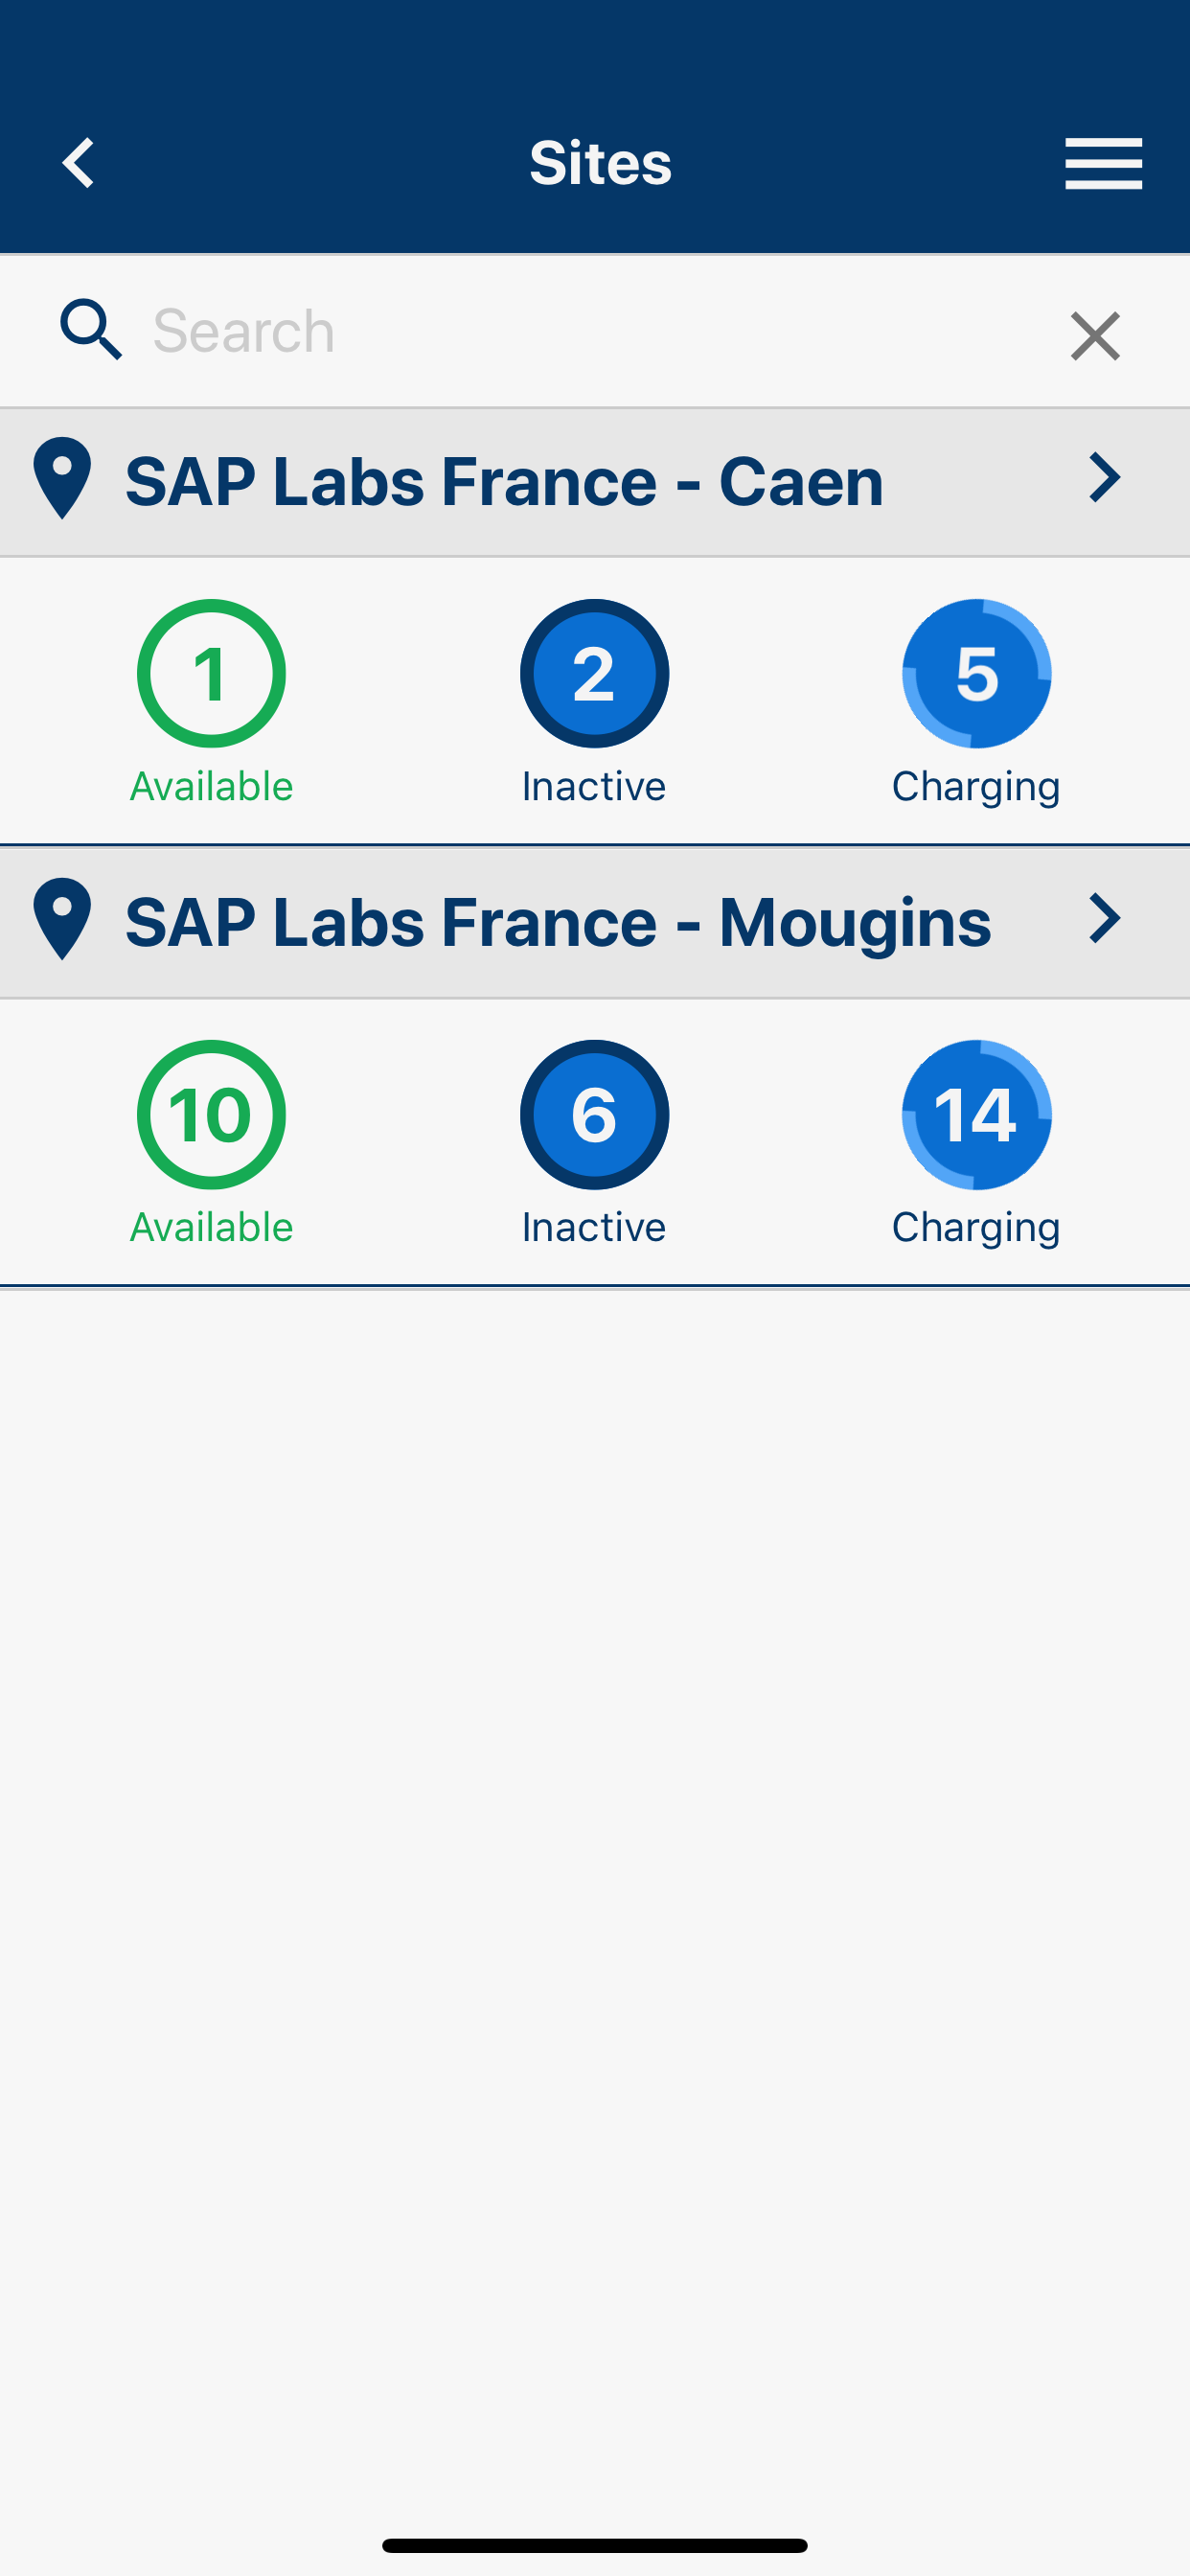 Sites
Search
SAP Labs France - Caen
1 2 5
Available Inactive Charging
SAP Labs France - Mougins
10 6 14
Available Inactive Charging